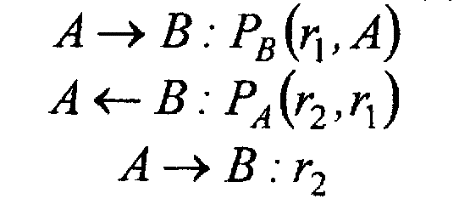 A → B : P_B(r_1, A)
A ← B : P_A(r_2, r_1)
A → B : r_2